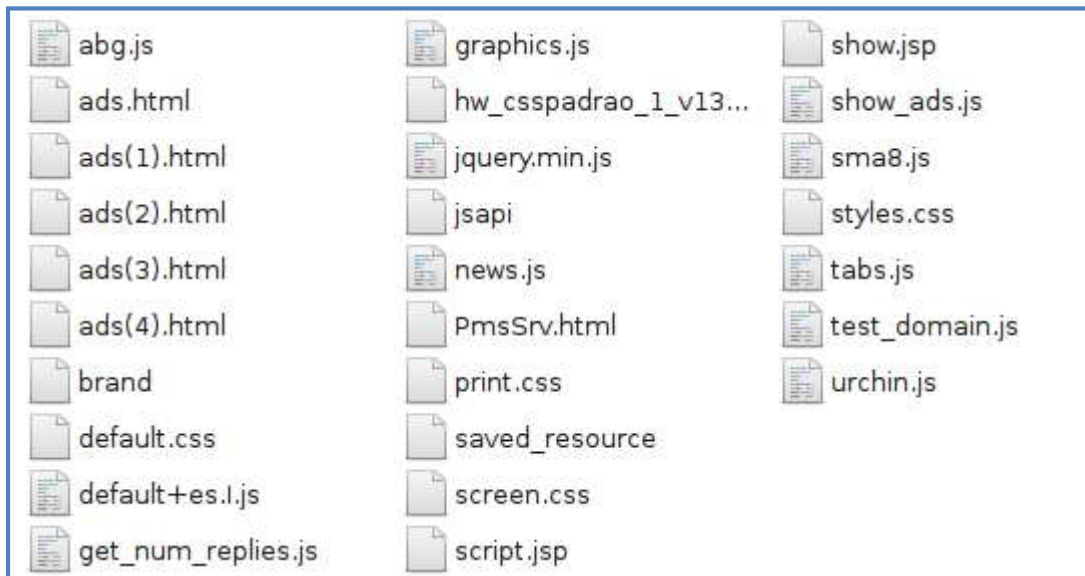 abg.js
ads.html
ads(1).html
ads(2).html
ads(3).html
ads(4).html
brand
default.css
default+es.I.js
get_num_replies.js
graphics.js
hw_csspadrao_1_v13...
jquery.min.js
jsapi
news.js
PmsSrv.html
print.css
saved_resource
screen.css
script.jsp
show.jsp
show_ads.js
sma8.js
styles.css
tabs.js
test_domain.js
urchin.js